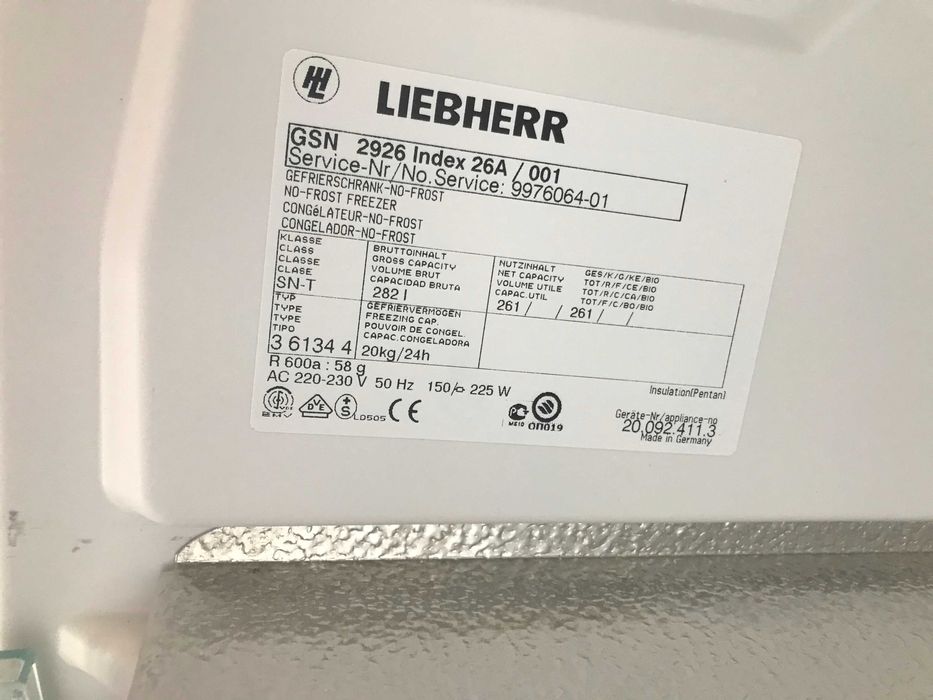 LIEBHERR
GSN 2926 Index 26A / 001
Service-Nr/No.Service: 9976064-01
GEFRIERSCHRANK-NO-FROST
NO-FROST FREEZER
CONGéLATEUR-NO-FROST
CONGELADOR-NO-FROST
KLASSE
CLASS
CLASSE
CLASE
SN-T
BRUTTOINHALT
GROSS CAPACITY
VOLUME BRUT
CAPACIDAD BRUTA
282 l
NUTZINHALT
NET CAPACITY
VOLUME UTILE
CAPAC.UTIL
261 / /
GES/K/G/KE/BIO
TOT/R/F/CE/BIO
TOT/R/C/CA/BIO
TOT/F/C/BO/BIO
261 / /
TYP
TYPE
TYPE
TIPO
3 6134 4
GEFRIERVERMÖGEN
FREEZING CAP.
POUVOIR DE CONGEL.
CAPAC.CONGELADORA
20kg/24h
R 600a : 58 g
AC 220-230 V 50 Hz 150/ 225 W
Insulation(Pentan)
EMV
DVE
S
LD505
CE
PC
ME10
ОП019
Geräte-Nr/appliance-no
20.092.411.3
Made in Germany